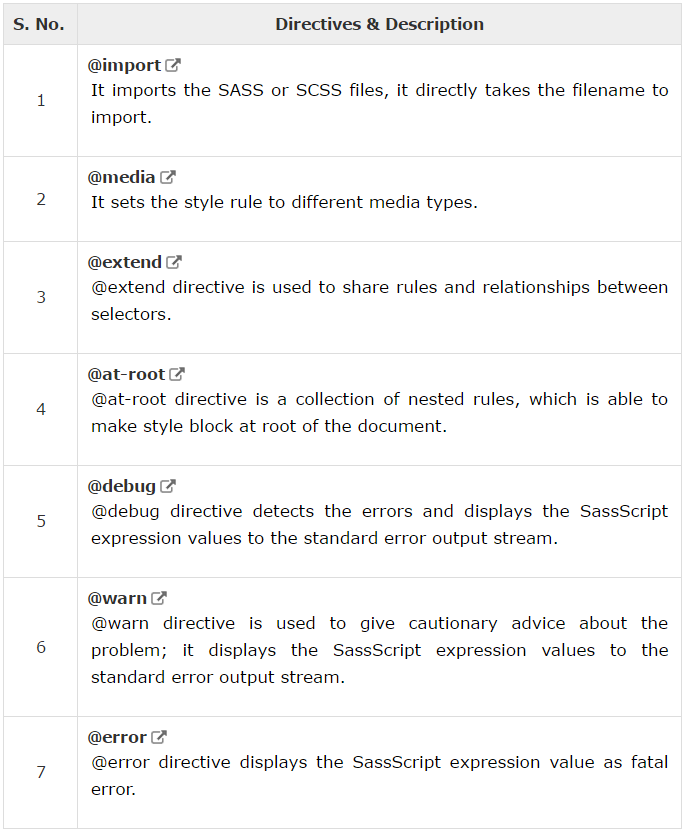 S. No. Directives & Description
@import
1
It imports the SASS or SCSS files, it directly takes the filename to
import.
@media
2
It sets the style rule to different media types.
@extend
3
@extend directive is used to share rules and relationships between
selectors.
@at-root
4
@at-root directive is a collection of nested rules, which is able to
make style block at root of the document.
@debug
5
@debug directive detects the errors and displays the SassScript
expression values to the standard error output stream.
@warn
6
@warn directive is used to give cautionary advice about the
problem; it displays the SassScript expression values to the
standard error output stream.
@error
7
@error directive displays the SassScript expression value as fatal
error.